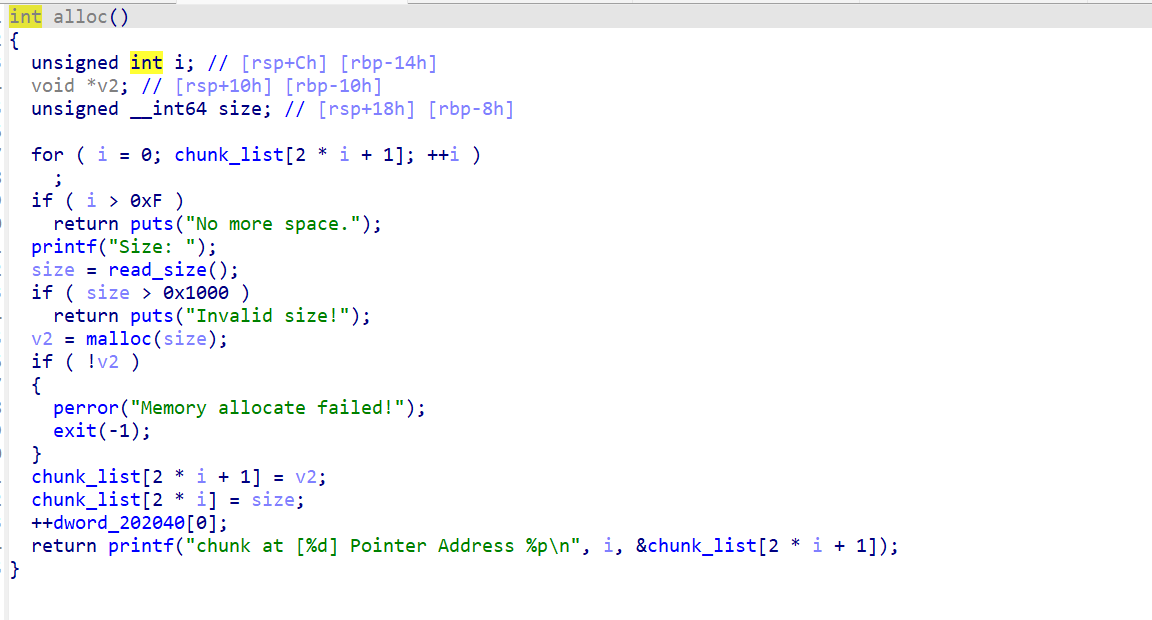 int alloc()
{
  unsigned int i; // [rsp+Ch] [rbp-14h]
  void *v2; // [rsp+10h] [rbp-10h]
  unsigned __int64 size; // [rsp+18h] [rbp-8h]

  for ( i = 0; chunk_list[2 * i + 1]; ++i )
    ;
  if ( i > 0xF )
    return puts("No more space.");
  printf("Size: ");
  size = read_size();
  if ( size > 0x1000 )
    return puts("Invalid size!");
  v2 = malloc(size);
  if ( !v2 )
  {
    perror("Memory allocate failed!");
    exit(-1);
  }
  chunk_list[2 * i + 1] = v2;
  chunk_list[2 * i] = size;
  ++dword_202040[0];
  return printf("chunk at [%d] Pointer Address %p\n", i, &chunk_list[2 * i + 1]);
}